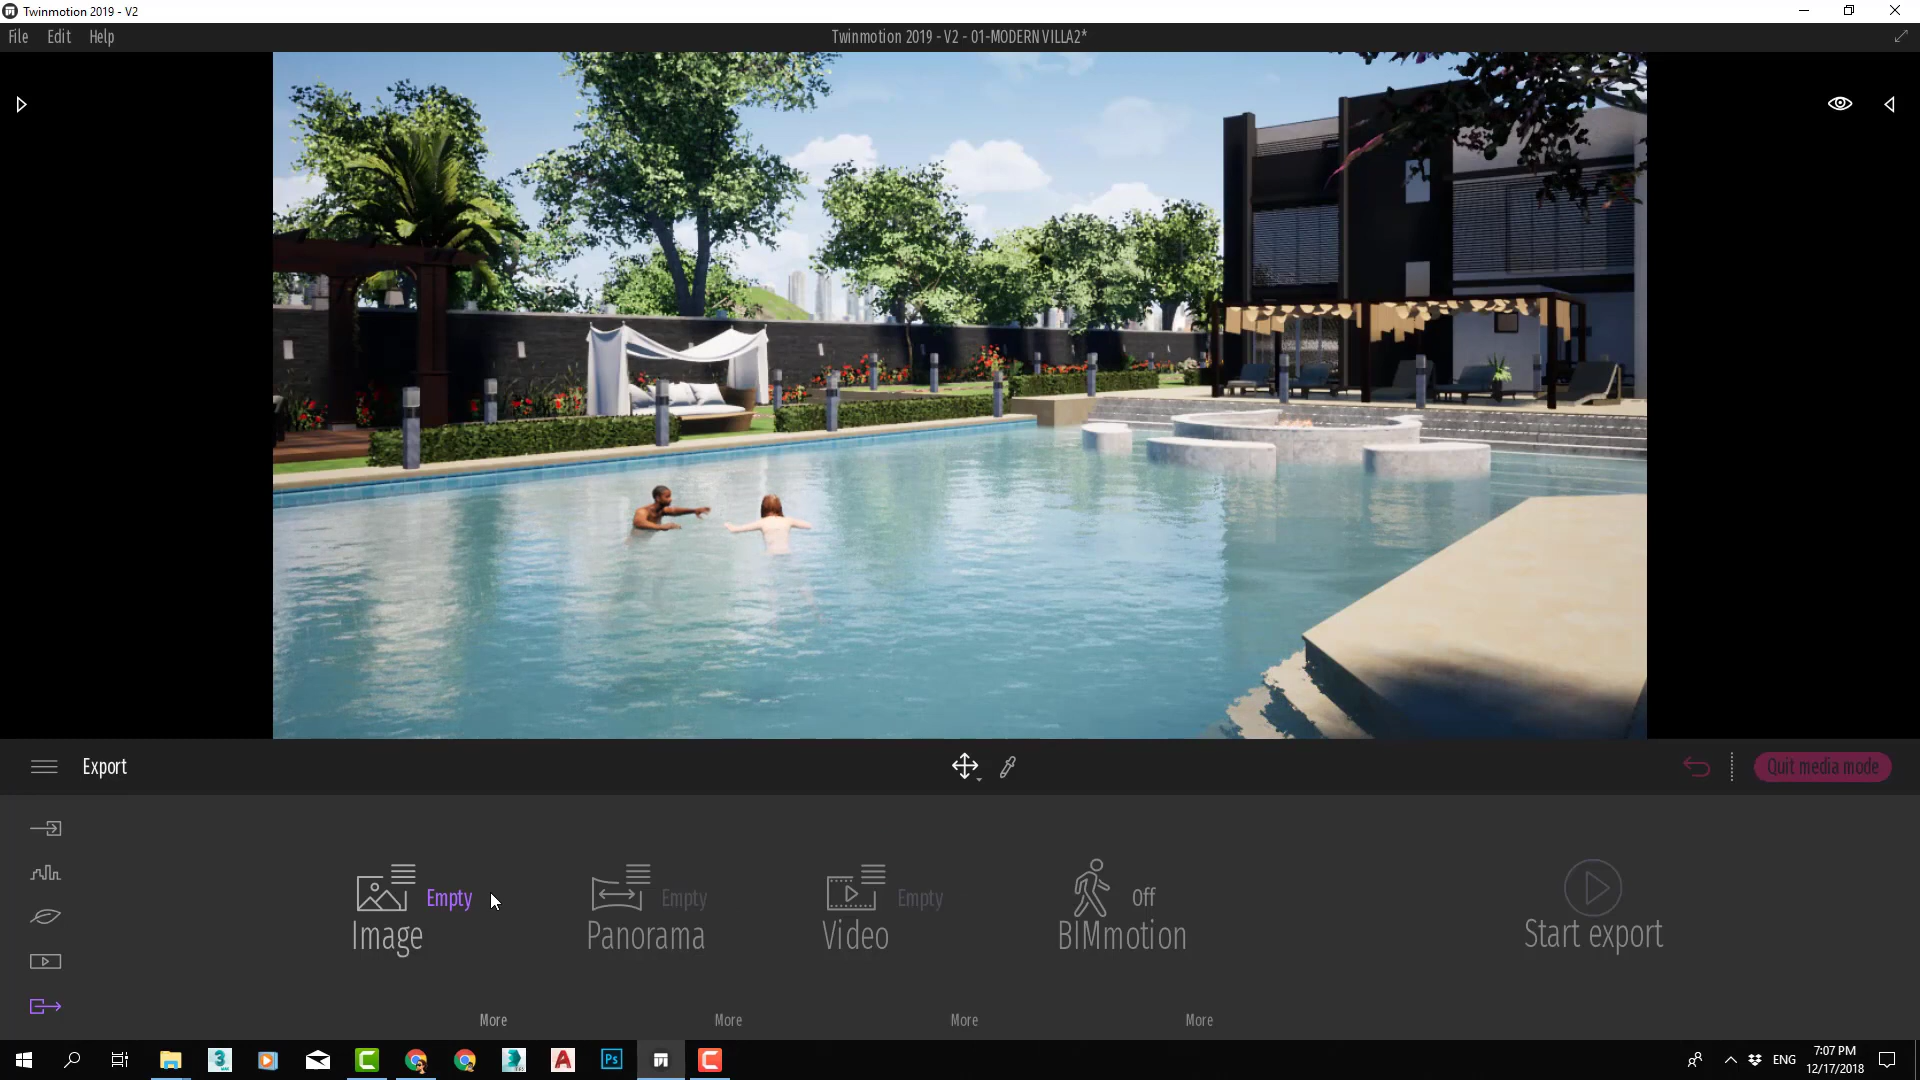 Twinmotion 2019 - V2
File Edit Help
Twinmotion 2019 - V2 - 01-MODERN VILLA2*
Export
Quit media mode
Empty
Image
Empty
Panorama
Empty
Video
Off
BIMmotion
Start export
More
More
More
More
Ps
ENG
7:07 PM
12/17/2018